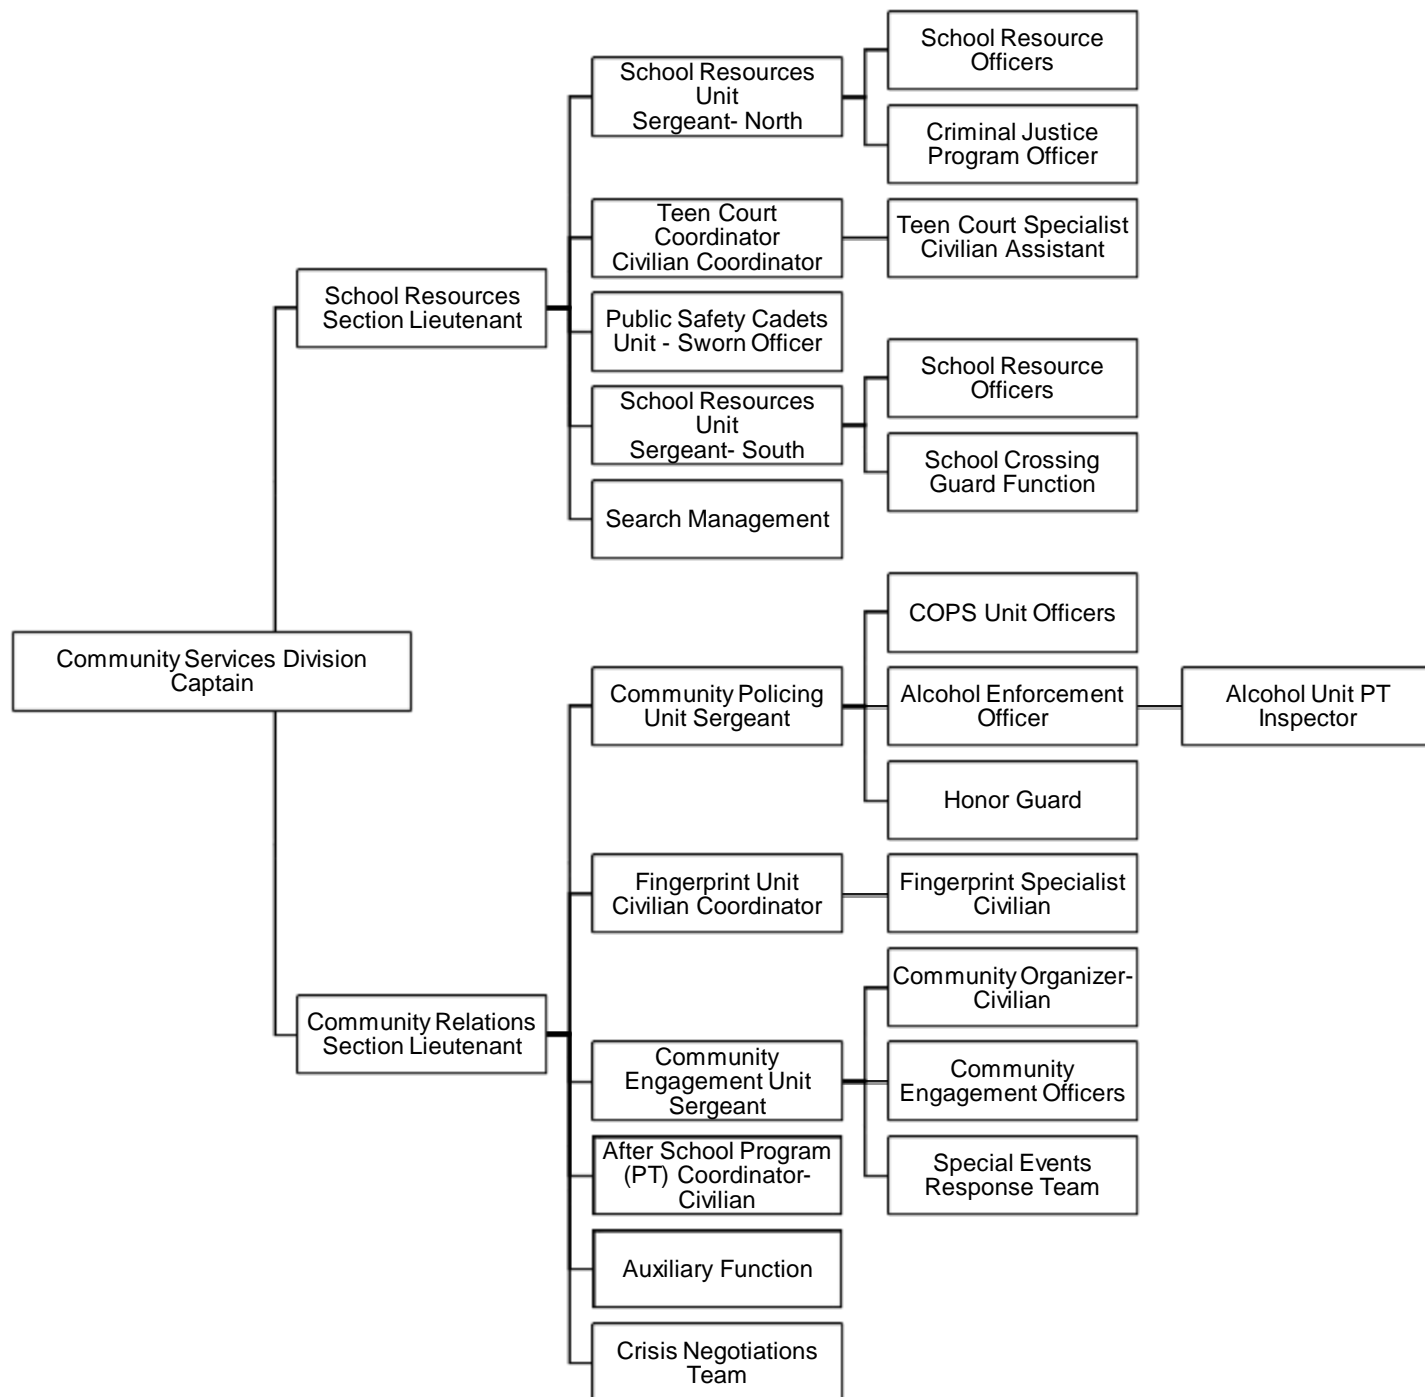 School Resource
Officers
School Resources
Unit
Sergeant- North
Criminal Justice
Program Officer
Teen Court
Coordinator
Civilian Coordinator
Teen Court Specialist
Civilian Assistant
School Resources
Section Lieutenant
Public Safety Cadets
Unit - Sworn Officer
School Resource
Officers
School Resources
Unit
Sergeant- South
School Crossing
Guard Function
Search Management
COPS Unit Officers
Community Services Division
Captain
Community Policing
Unit Sergeant
Alcohol Enforcement
Officer
Alcohol Unit PT
Inspector
Honor Guard
Fingerprint Unit
Civilian Coordinator
Fingerprint Specialist
Civilian
Community Organizer-
Civilian
Community Relations
Section Lieutenant
Community
Engagement Unit
Sergeant
Community
Engagement Officers
After School Program
(PT) Coordinator-
Civilian
Special Events
Response Team
Auxiliary Function
Crisis Negotiations
Team